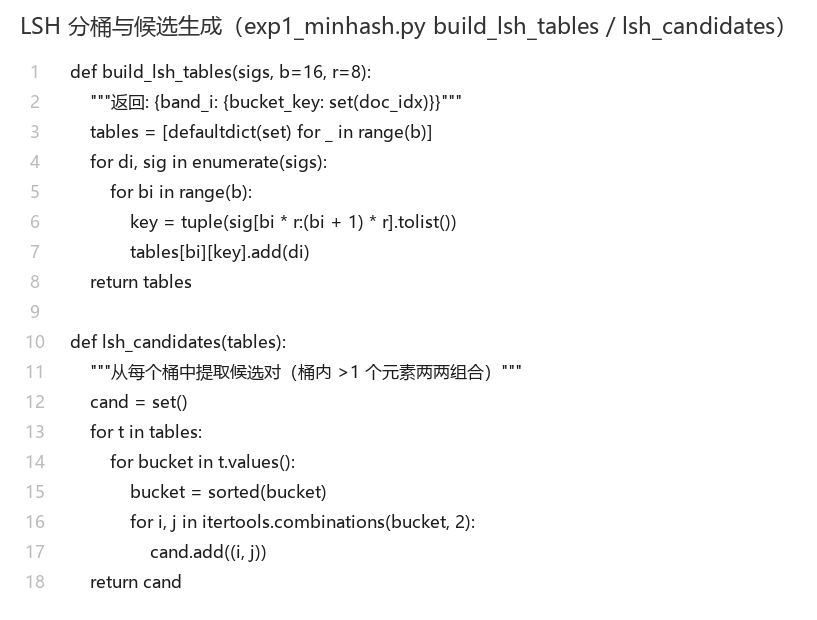 LSH 分桶与候选生成（exp1_minhash.py build_lsh_tables / lsh_candidates）
1 def build_lsh_tables(sigs, b=16, r=8):
2     """返回: {band_i: {bucket_key: set(doc_idx)}}"""
3     tables = [defaultdict(set) for _ in range(b)]
4     for di, sig in enumerate(sigs):
5         for bi in range(b):
6             key = tuple(sig[bi * r:(bi + 1) * r].tolist())
7             tables[bi][key].add(di)
8     return tables
9
10 def lsh_candidates(tables):
11     """从每个桶中提取候选对（桶内 >1 个元素两两组合）"""
12     cand = set()
13     for t in tables:
14         for bucket in t.values():
15             bucket = sorted(bucket)
16             for i, j in itertools.combinations(bucket, 2):
17                 cand.add((i, j))
18     return cand